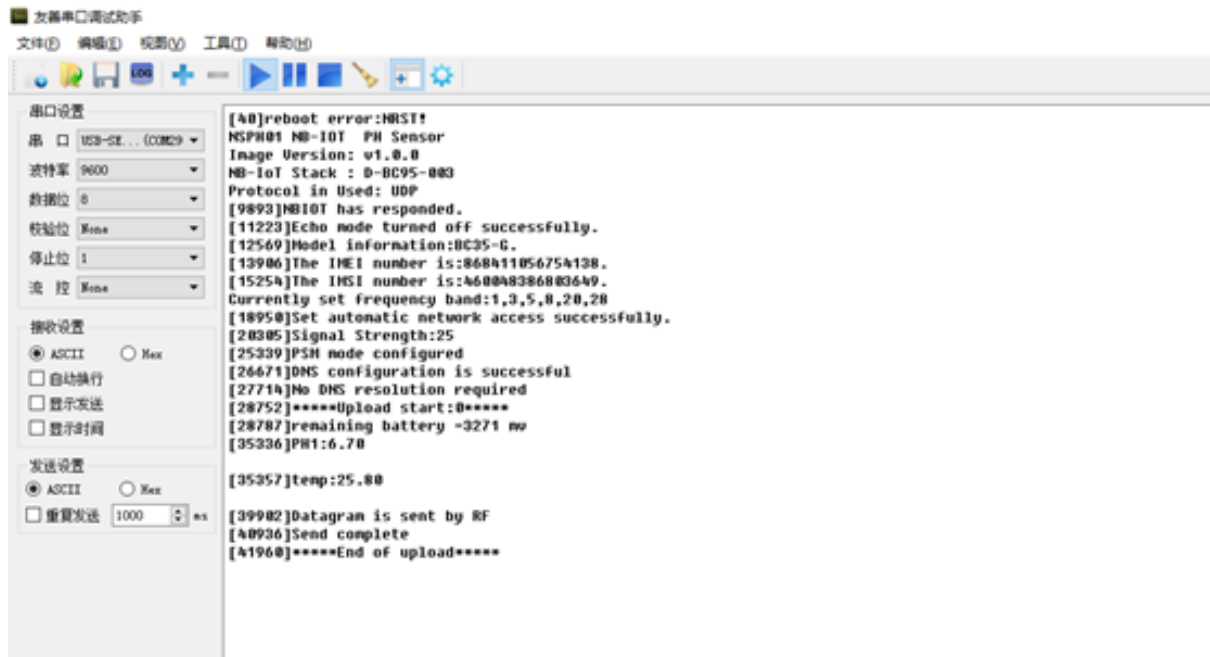 友善串口调试助手
文件(F) 编辑(E) 视图(V) 工具(T) 帮助(H)
LOG
串口设置
串 口 USB-SE...(COM29
波特率 9600
数据位 8
校验位 None
停止位 1
流 控 None
接收设置
ASCII Hex
自动换行
显示发送
显示时间
发送设置
ASCII Hex
重复发送 1000 ms
[40]reboot error:NRST!
NSPH01 NB-IOT PH Sensor
Image Version: v1.0.0
NB-IoT Stack : D-BC95-003
Protocol in Used: UDP
[9893]NBIOT has responded.
[11223]Echo mode turned off successfully.
[12569]Model information:BC35-G.
[13906]The IMEI number is:868411056754138.
[15254]The IMSI number is:460048386803649.
Currently set frequency band:1,3,5,8,20,28
[18950]Set automatic network access successfully.
[20305]Signal Strength:25
[25339]PSM mode configured
[26671]DNS configuration is successful
[27714]No DNS resolution required
[28752]*****Upload start:0*****
[28787]remaining battery =3271 mv
[35336]PH1:6.70
[35357]temp:25.80
[39902]Datagram is sent by RF
[40936]Send complete
[41960]*****End of upload*****